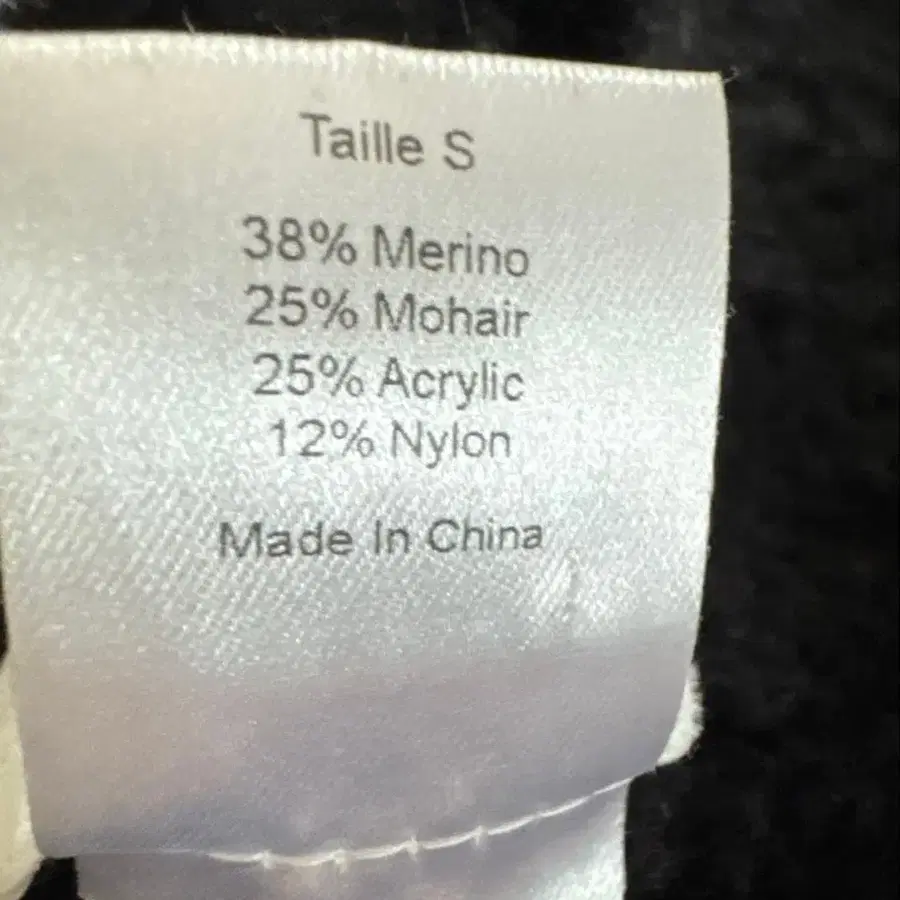 Taille S
38% Merino
25% Mohair
25% Acrylic
12% Nylon
Made In China